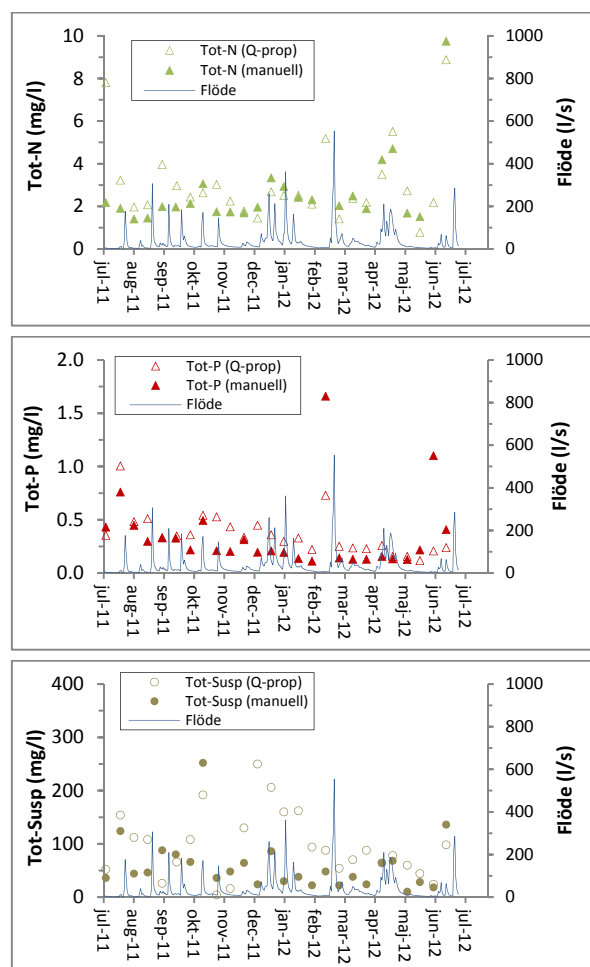 Tot-N (Q-prop)
Tot-N (manuell)
Flöde
Tot-N (mg/l)
10
8
6
4
2
0
Flöde (l/s)
1000
800
600
400
200
0
jul-11
aug-11
sep-11
okt-11
nov-11
dec-11
jan-12
feb-12
mar-12
apr-12
maj-12
jun-12
jul-12
Tot-P (Q-prop)
Tot-P (manuell)
Flöde
Tot-P (mg/l)
2.0
1.5
1.0
0.5
0.0
Flöde (l/s)
1000
800
600
400
200
0
jul-11
aug-11
sep-11
okt-11
nov-11
dec-11
jan-12
feb-12
mar-12
apr-12
maj-12
jun-12
jul-12
Tot-Susp (Q-prop)
Tot-Susp (manuell)
Flöde
Tot-Susp (mg/l)
400
300
200
100
0
Flöde (l/s)
1000
800
600
400
200
0
jul-11
aug-11
sep-11
okt-11
nov-11
dec-11
jan-12
feb-12
mar-12
apr-12
maj-12
jun-12
jul-12